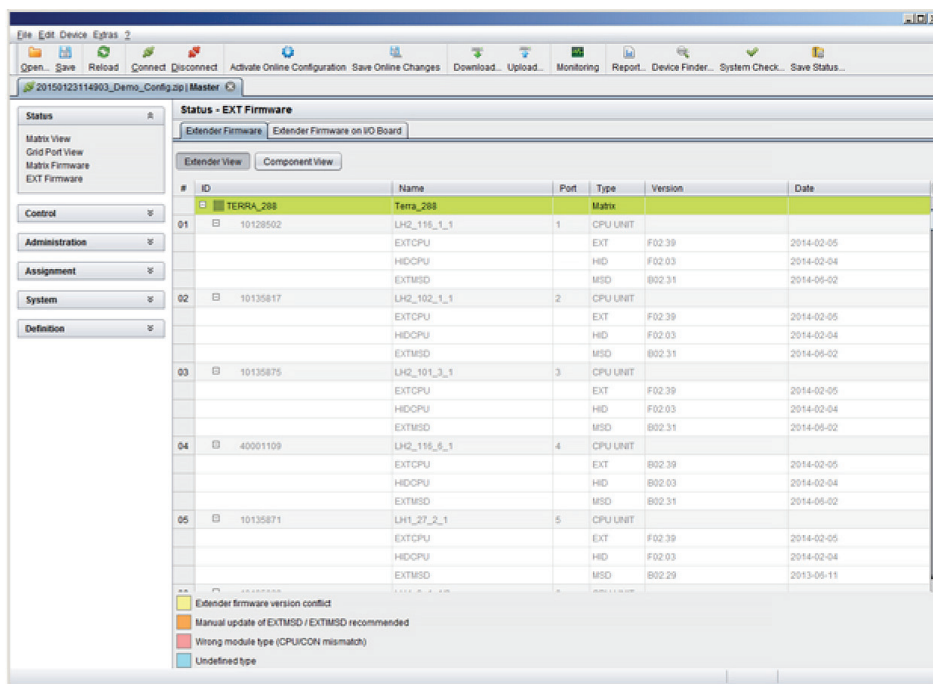 File Edit Device Extras ?
Open... Save Reload Connect Disconnect Activate Online Configuration Save Online Changes Download... Upload... Monitoring Report... Device Finder... System Check... Save Status...
20150123114903_Demo_Config.zip | Master
Status
Matrix View
Grid Port View
Matrix Firmware
EXT Firmware
Control
Administration
Assignment
System
Definition
Status - EXT Firmware
Extender Firmware Extender Firmware on I/O Board
Extender View Component View
# ID Name Port Type Version Date
TERRA_288 Terra_288 Matrix
01 10128502 LH2_116_1_1 1 CPU UNIT
EXTCPU EXT F02.39 2014-02-05
HIDCPU HID F02.03 2014-02-04
EXTMSD MSD B02.31 2014-06-02
02 10135817 LH2_102_1_1 2 CPU UNIT
EXTCPU EXT F02.39 2014-02-05
HIDCPU HID F02.03 2014-02-04
EXTMSD MSD B02.31 2014-06-02
03 10135875 LH2_101_3_1 3 CPU UNIT
EXTCPU EXT F02.39 2014-02-05
HIDCPU HID F02.03 2014-02-04
EXTMSD MSD B02.31 2014-06-02
04 40001109 LH2_116_6_1 4 CPU UNIT
EXTCPU EXT B02.39 2014-02-05
HIDCPU HID B02.03 2014-02-04
EXTMSD MSD B02.31 2014-06-02
05 10135871 LH1_27_2_1 5 CPU UNIT
EXTCPU EXT F02.39 2014-02-05
HIDCPU HID F02.03 2014-02-04
EXTMSD MSD B02.29 2013-06-11
Extender firmware version conflict
Manual update of EXTMSD / EXTIMSD recommended
Wrong module type (CPU/CON mismatch)
Undefined type